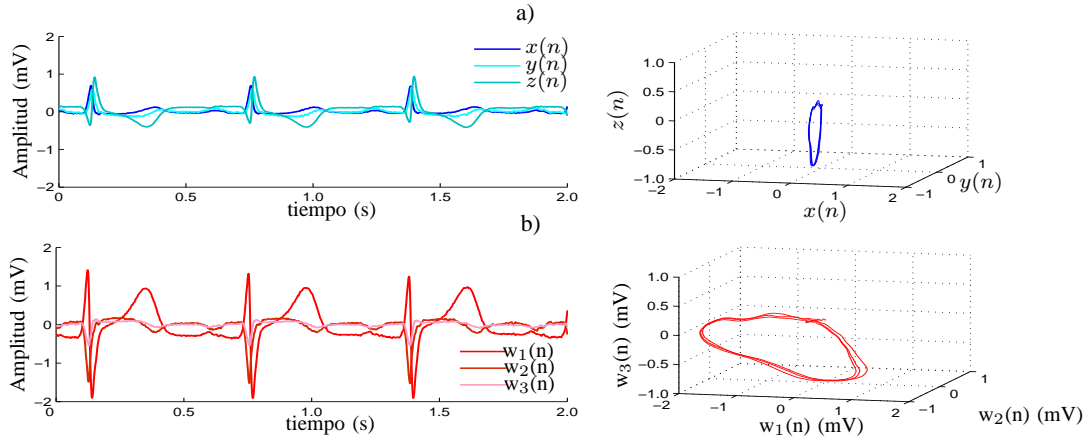 a)
Amplitud (mV)
2
1
0
−1
−2
x(n)
y(n)
z(n)
0
0.5
1.0
1.5
2.0
tiempo (s)
z(n)
1.0
0.5
0
−0.5
−1.0
−2
−1
0
1
2
x(n)
−1
0
1
y(n)
b)
Amplitud (mV)
2
1
0
−1
−2
w1(n)
w2(n)
w3(n)
0
0.5
1.0
1.5
2.0
tiempo (s)
w3(n) (mV)
1.0
0.5
0
−0.5
−1.0
−2
−1
0
1
2
w1(n) (mV)
−1
0
1
w2(n) (mV)